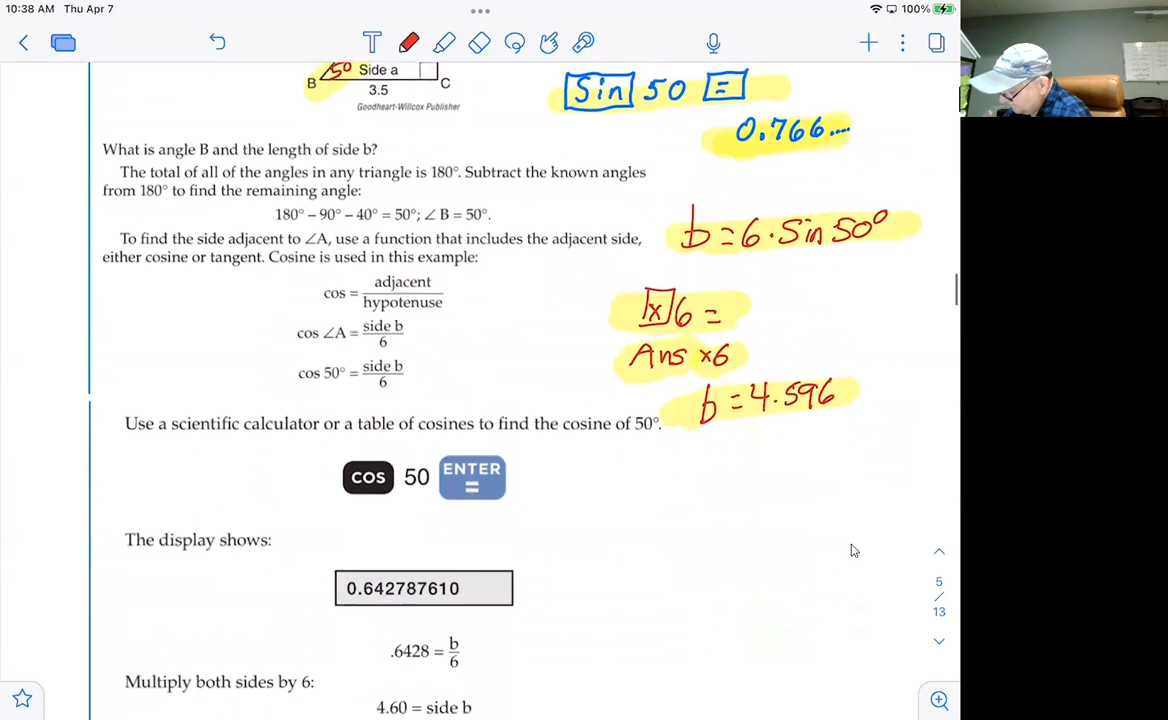 10:38 AM Thu Apr 7
100%
T
B 50 Side a C
3.5
Goodheart-Willcox Publisher
Sin 50 =
0.766....
What is angle B and the length of side b?
The total of all of the angles in any triangle is 180°. Subtract the known angles
from 180° to find the remaining angle:
180° – 90° – 40° = 50°; ∠ B = 50°.
b = 6 · Sin 50°
To find the side adjacent to ∠A, use a function that includes the adjacent side,
either cosine or tangent. Cosine is used in this example:
cos = adjacent / hypotenuse
cos ∠A = side b / 6
cos 50° = side b / 6
x 6 =
Ans x6
b = 4.596
Use a scientific calculator or a table of cosines to find the cosine of 50°.
COS 50 ENTER =
The display shows:
0.642787610
.6428 = b / 6
Multiply both sides by 6:
4.60 = side b
5
/
13